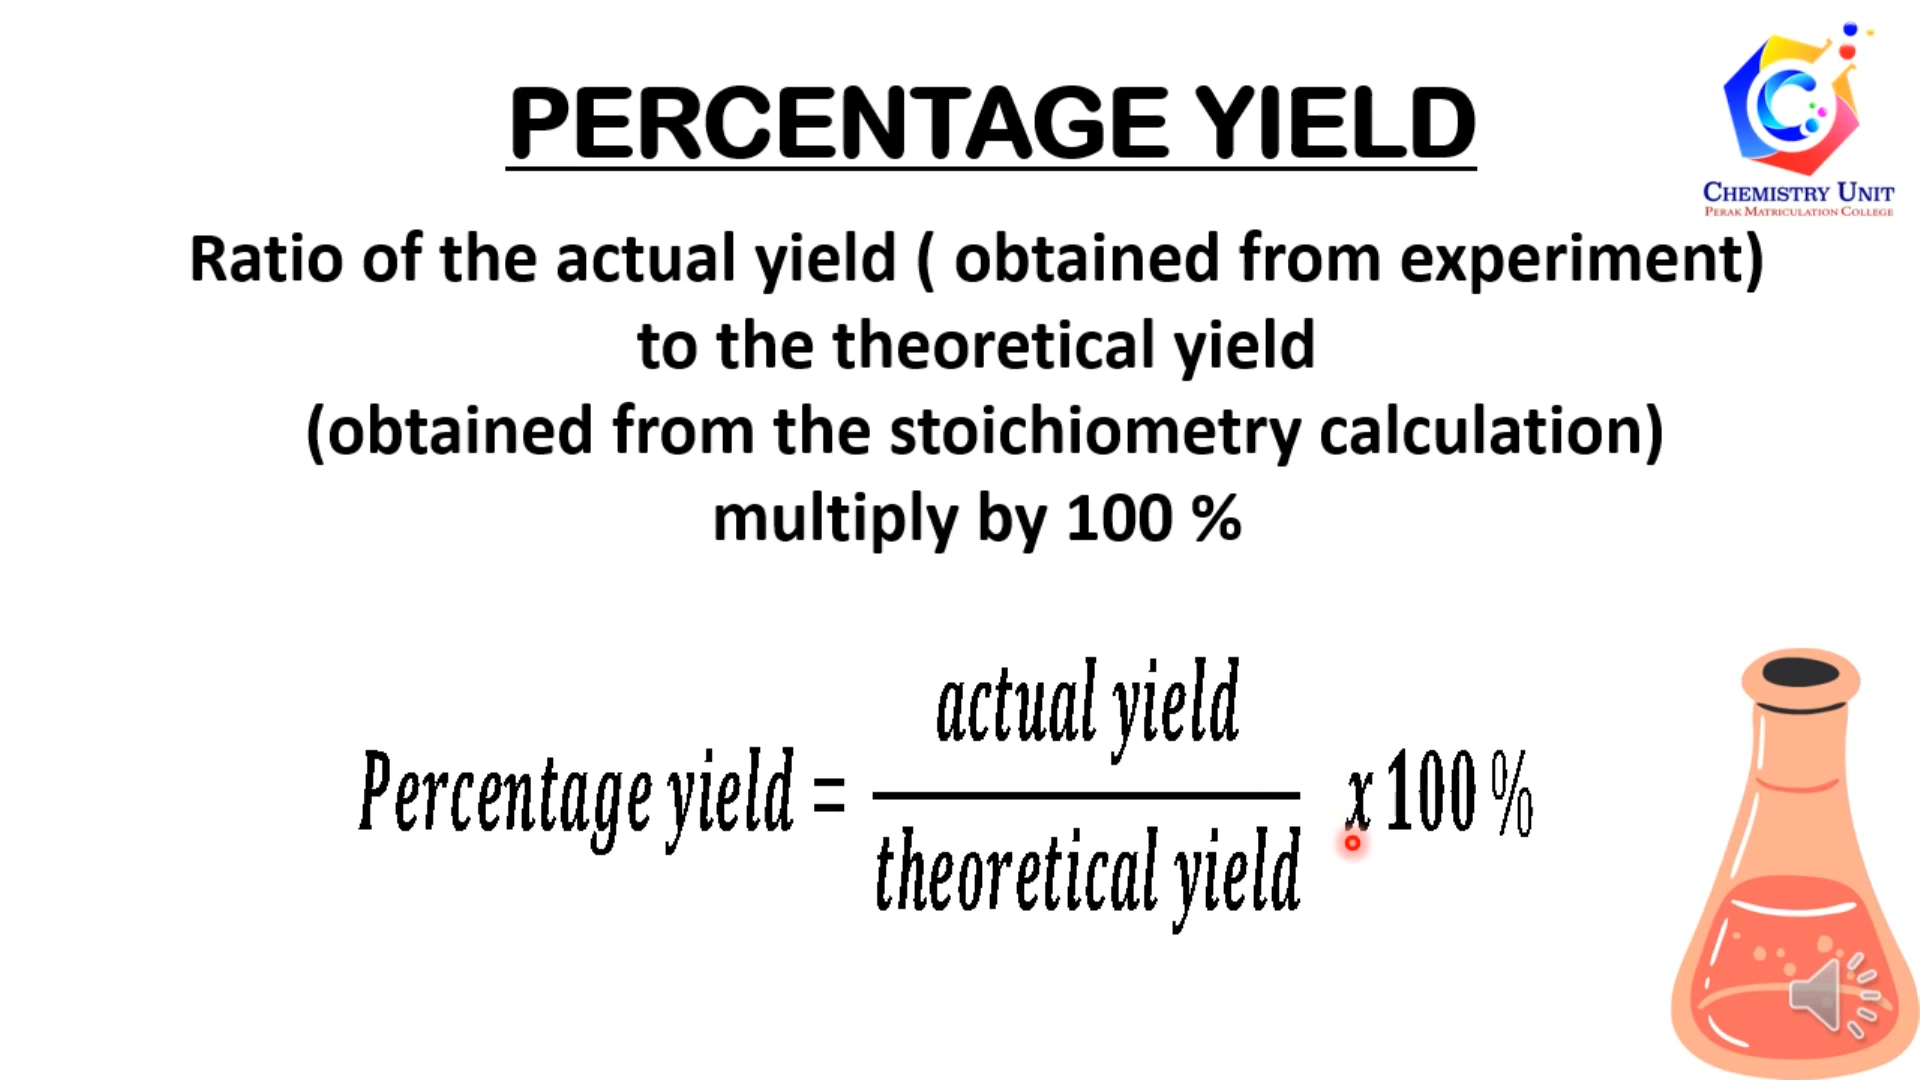 PERCENTAGE YIELD
CHEMISTRY UNIT
PERAK MATRICULATION COLLEGE
Ratio of the actual yield ( obtained from experiment)
to the theoretical yield
(obtained from the stoichiometry calculation)
multiply by 100 %
Percentage yield = actual yield / theoretical yield x 100 %